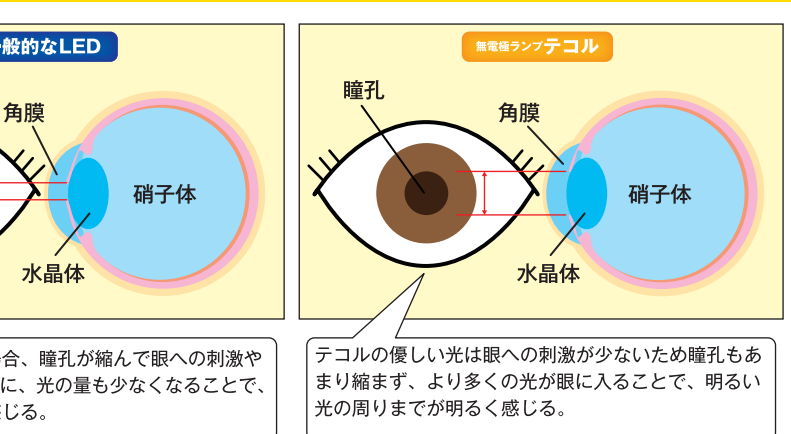 般的なLED
角膜
硝子体
水晶体
合、瞳孔が縮んで眼への刺激や
に、光の量も少なくなることで、
じる。
無電極ランプテコル
瞳孔
角膜
硝子体
水晶体
テコルの優しい光は眼への刺激が少ないため瞳孔もあ
まり縮まず、より多くの光が眼に入ることで、明るい
光の周りまでが明るく感じる。